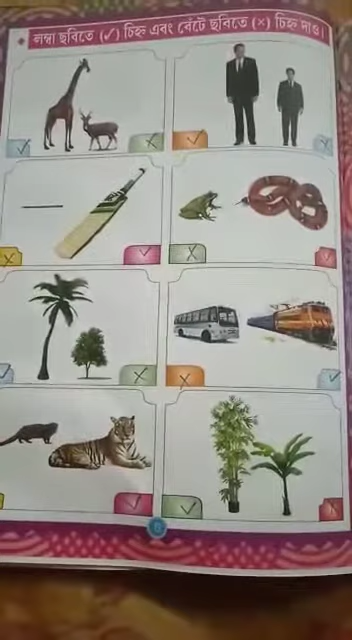 লম্বা ছবিতে (✓) চিহ্ন এবং বেঁটে ছবিতে (×) চিহ্ন দাও।